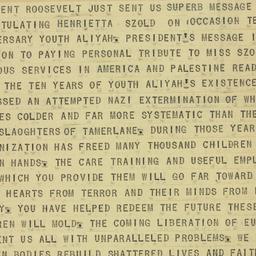 ENT ROOSEVELT JUST SENT US SUPERB MESSAGE
TULATING HENRIETTA SZOLD ON OCCASION TE
ERSARY YOUTH ALIYAH. PRESIDENT'S MESSAGE I
ON TO PAYING PERSONAL TRIBUTE TO MISS SZO
OUS SERVICES IN AMERICA AND PALESTINE READ
THE TEN YEARS OF YOUTH ALIYAH'S EXISTENCE
SSED AN ATTEMPTED NAZI EXTERMINATION OF WH
ES COLDER AND FAR MORE SYSTEMATIC THAN THE
SLAOGHTERS OF TAMERLANE. DURING THOSE YEAR
NIZATION HAS FREED MANY THOUSAND CHILDREN
N HANDS. THE CARE TRAINING AND USEFUL EMPL
WHICH YOU PROVIDE THEM WILL GO FAR TOWARD
HEARTS FROM TERROR AND THEIR MINDS FROM
Y. YOU HAVE HELPED REDEEM THE FUTURE THESE
REN WILL MOLD. THE COMING LIBERATION OF EU
ENT US ALL WITH UNPARALLELED PROBLEMS. WE
EN BODIES REBUILD SHATTERED LIVES AND FAIT